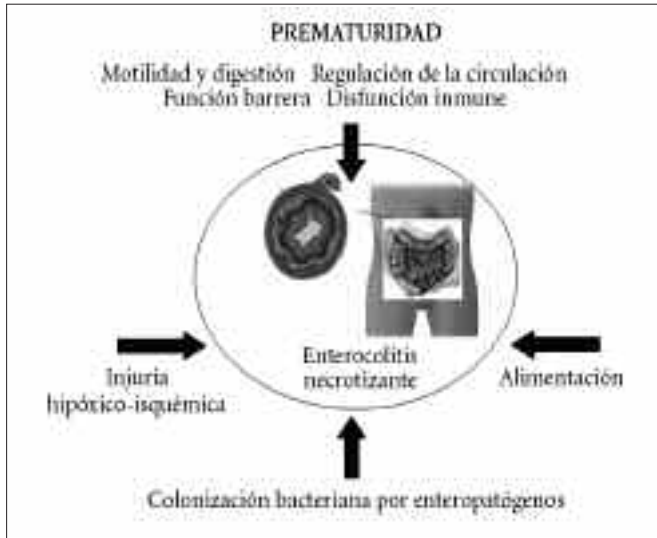 PREMATURIDAD
Motilidad y digestión Regulación de la circulación
Función barrera Disfunción inmune
Enterocolitis
necrotizante
Injuria
hipóxico-isquémica
Alimentación
Colonización bacteriana por enteropatógenos